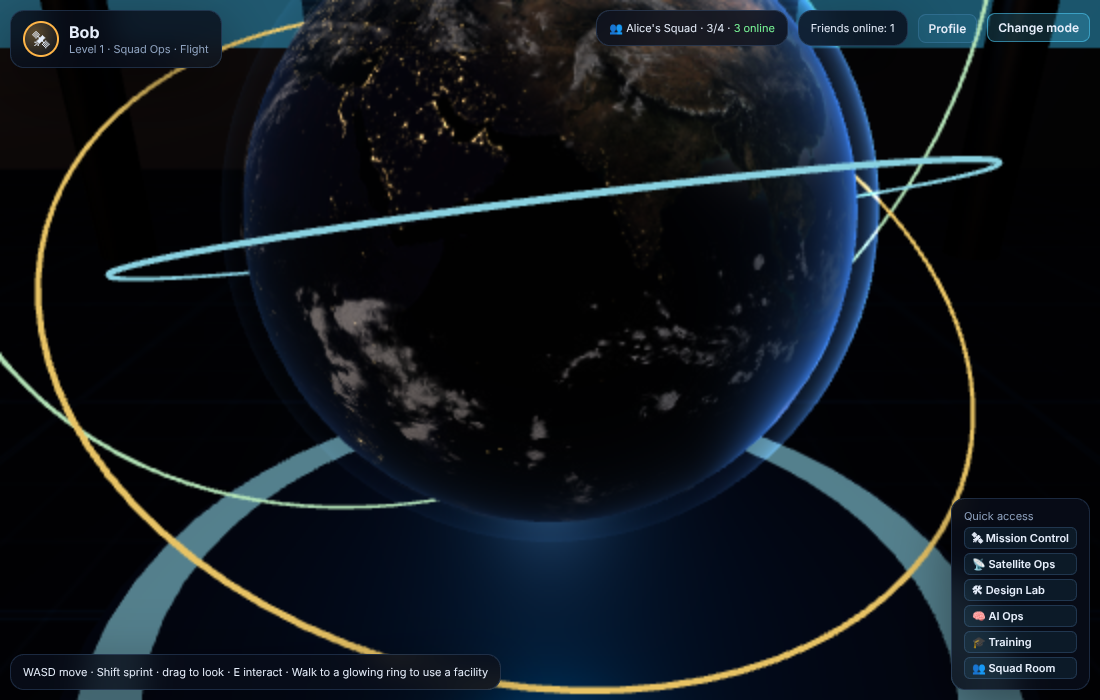 Bob
Level 1 · Squad Ops · Flight
👥 Alice's Squad · 3/4 · 3 online
Friends online: 1
Profile
Change mode
Quick access
🛰 Mission Control
📡 Satellite Ops
🛠 Design Lab
🧠 AI Ops
🎓 Training
👥 Squad Room
WASD move · Shift sprint · drag to look · E interact · Walk to a glowing ring to use a facility